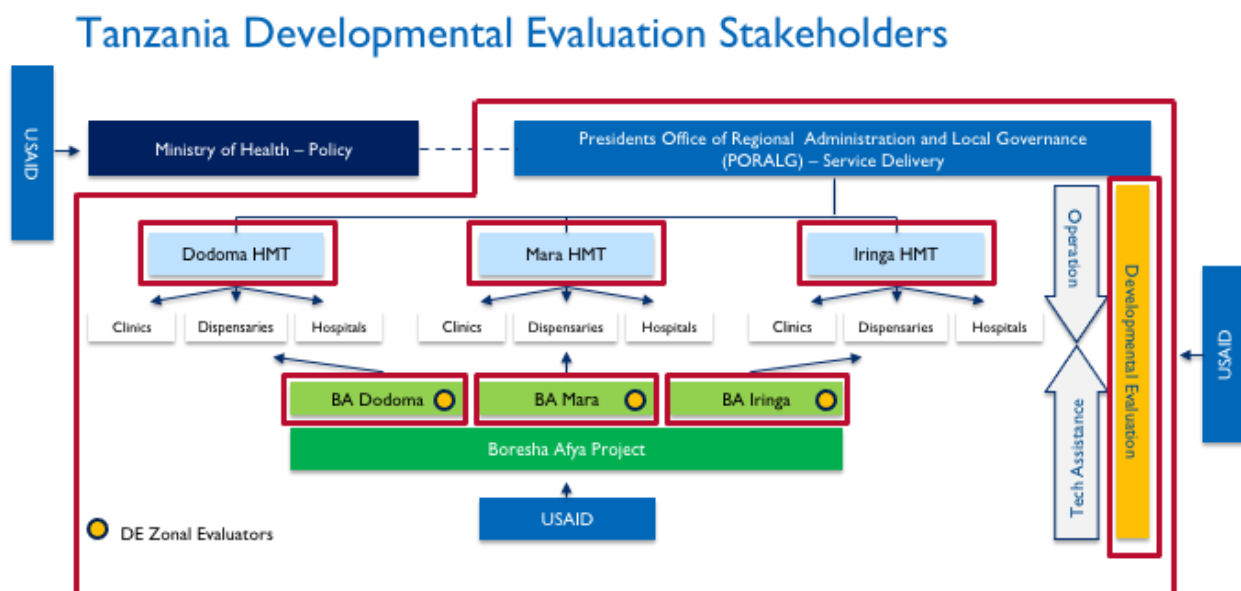 Tanzania Developmental Evaluation Stakeholders
USAID
Ministry of Health – Policy
Presidents Office of Regional Administration and Local Governance
(PORALG) – Service Delivery
Dodoma HMT
Mara HMT
Iringa HMT
Operation
Developmental Evaluation
USAID
Clinics
Dispensaries
Hospitals
Clinics
Dispensaries
Hospitals
Clinics
Dispensaries
Hospitals
BA Dodoma
BA Mara
BA Iringa
Tech Assistance
Boresha Afya Project
USAID
DE Zonal Evaluators